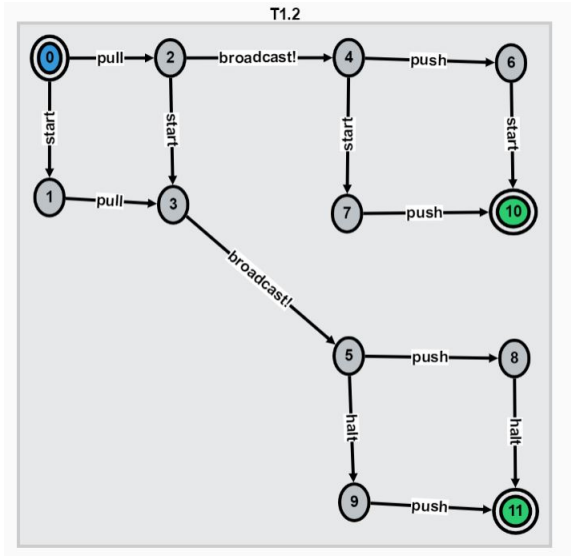 T1.2
0
pull
2
broadcast!
4
push
6
start
start
start
start
1
pull
3
7
push
10
broadcast!
5
push
8
halt
halt
9
push
11